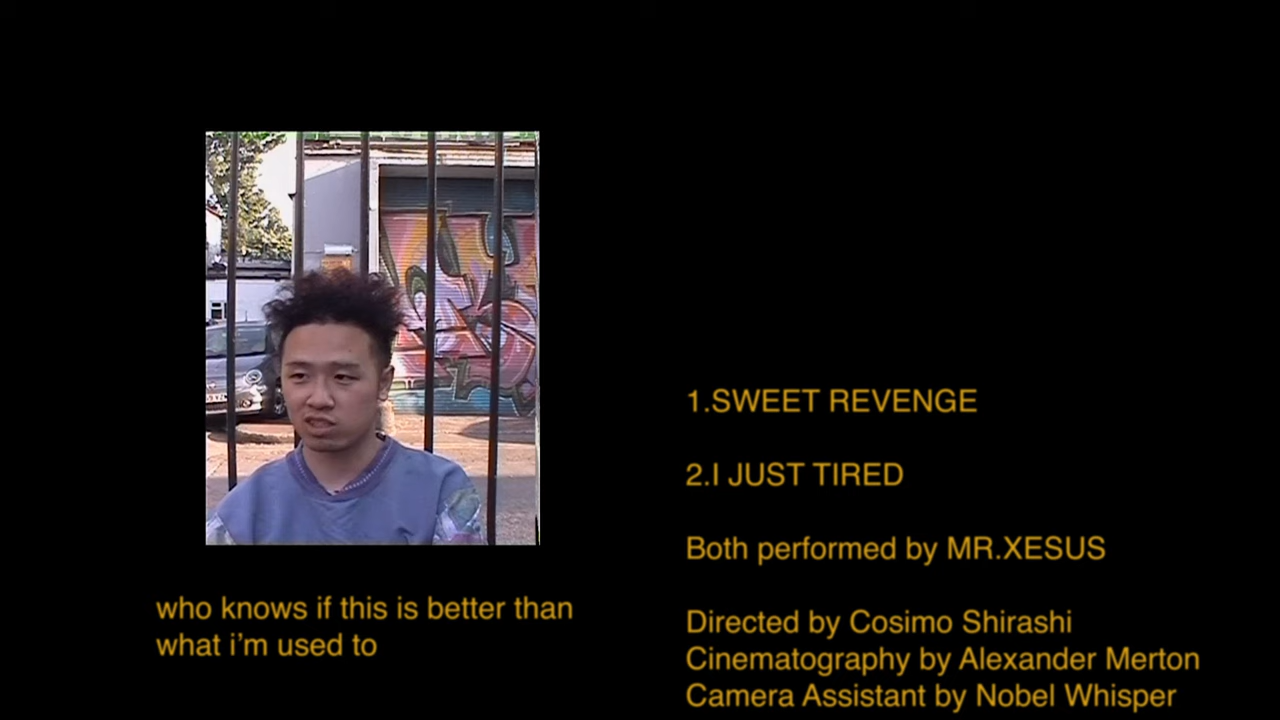 who knows if this is better than
what i’m used to
1.SWEET REVENGE
2.I JUST TIRED
Both performed by MR.XESUS
Directed by Cosimo Shirashi
Cinematography by Alexander Merton
Camera Assistant by Nobel Whisper